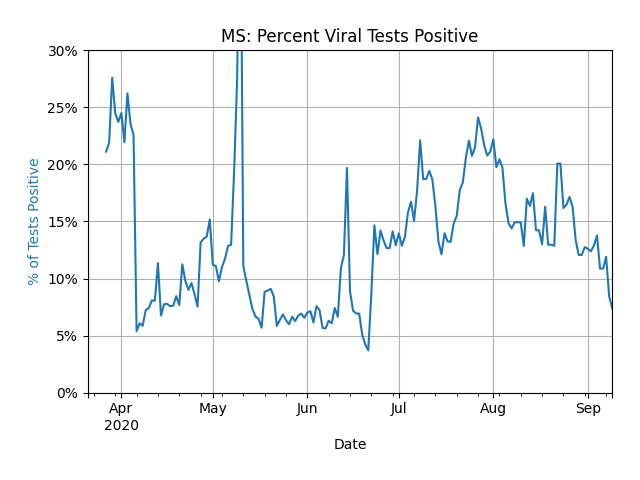 MS: Percent Viral Tests Positive
30%
25%
20%
15%
10%
5%
0%
% of Tests Positive
Apr May Jun Jul Aug Sep
2020
Date